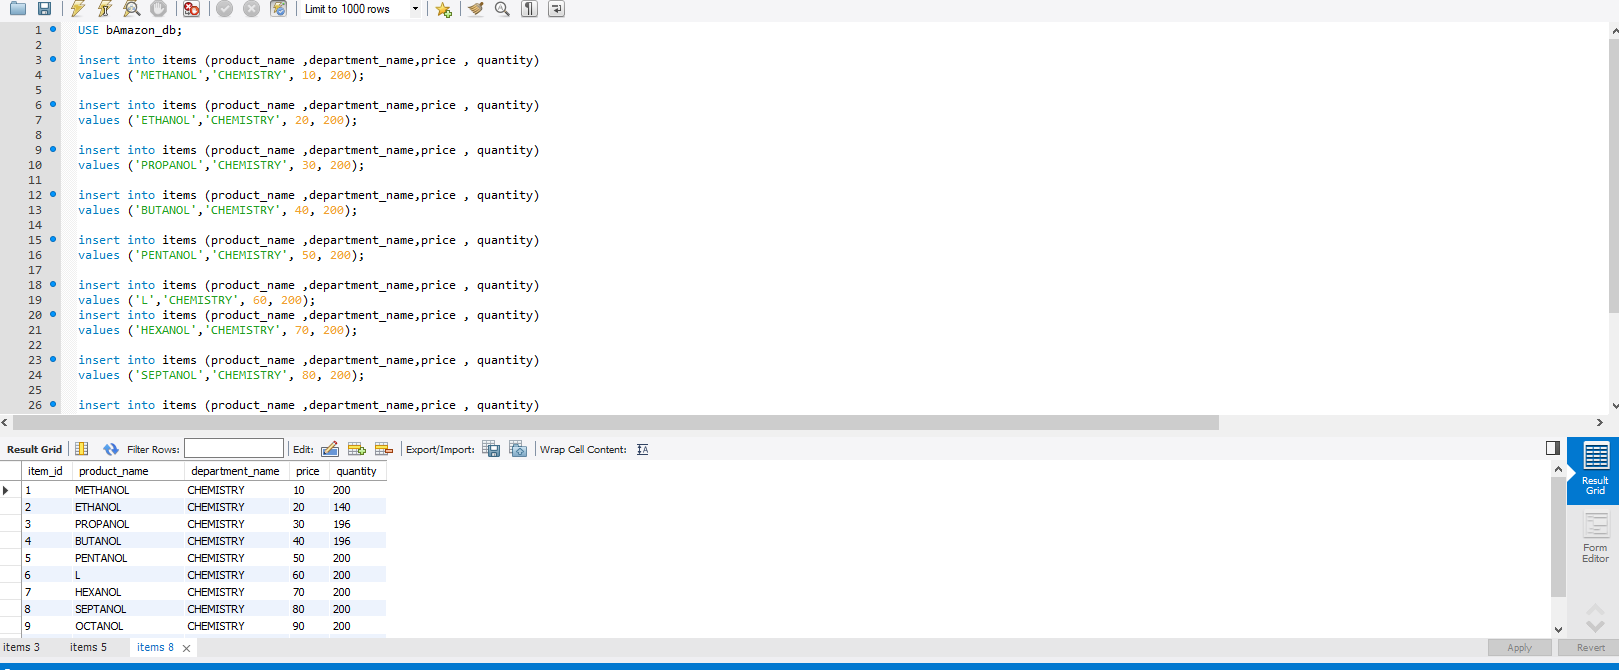 Limit to 1000 rows
1 USE bAmazon_db;
2
3 insert into items (product_name ,department_name,price , quantity)
4 values ('METHANOL','CHEMISTRY', 10, 200);
5
6 insert into items (product_name ,department_name,price , quantity)
7 values ('ETHANOL','CHEMISTRY', 20, 200);
8
9 insert into items (product_name ,department_name,price , quantity)
10 values ('PROPANOL','CHEMISTRY', 30, 200);
11
12 insert into items (product_name ,department_name,price , quantity)
13 values ('BUTANOL','CHEMISTRY', 40, 200);
14
15 insert into items (product_name ,department_name,price , quantity)
16 values ('PENTANOL','CHEMISTRY', 50, 200);
17
18 insert into items (product_name ,department_name,price , quantity)
19 values ('L','CHEMISTRY', 60, 200);
20 insert into items (product_name ,department_name,price , quantity)
21 values ('HEXANOL','CHEMISTRY', 70, 200);
22
23 insert into items (product_name ,department_name,price , quantity)
24 values ('SEPTANOL','CHEMISTRY', 80, 200);
25
26 insert into items (product_name ,department_name,price , quantity)
Result Grid Filter Rows: Edit: Export/Import: Wrap Cell Content:
item_id product_name department_name price quantity
1 METHANOL CHEMISTRY 10 200
2 ETHANOL CHEMISTRY 20 140
3 PROPANOL CHEMISTRY 30 196
4 BUTANOL CHEMISTRY 40 196
5 PENTANOL CHEMISTRY 50 200
6 L CHEMISTRY 60 200
7 HEXANOL CHEMISTRY 70 200
8 SEPTANOL CHEMISTRY 80 200
9 OCTANOL CHEMISTRY 90 200
Result
Grid
Form
Editor
items 3 items 5 items 8 Apply Revert